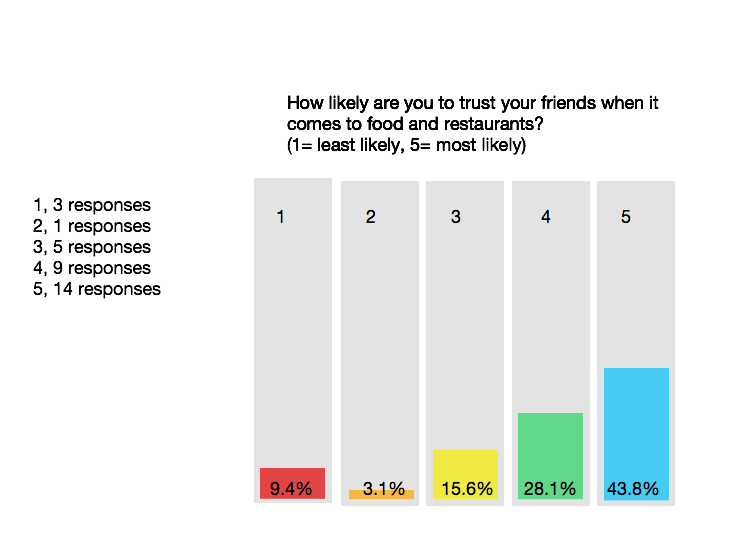 How likely are you to trust your friends when it
comes to food and restaurants?
(1= least likely, 5= most likely)
1, 3 responses
2, 1 responses
3, 5 responses
4, 9 responses
5, 14 responses
1 2 3 4 5
9.4% 3.1% 15.6% 28.1% 43.8%